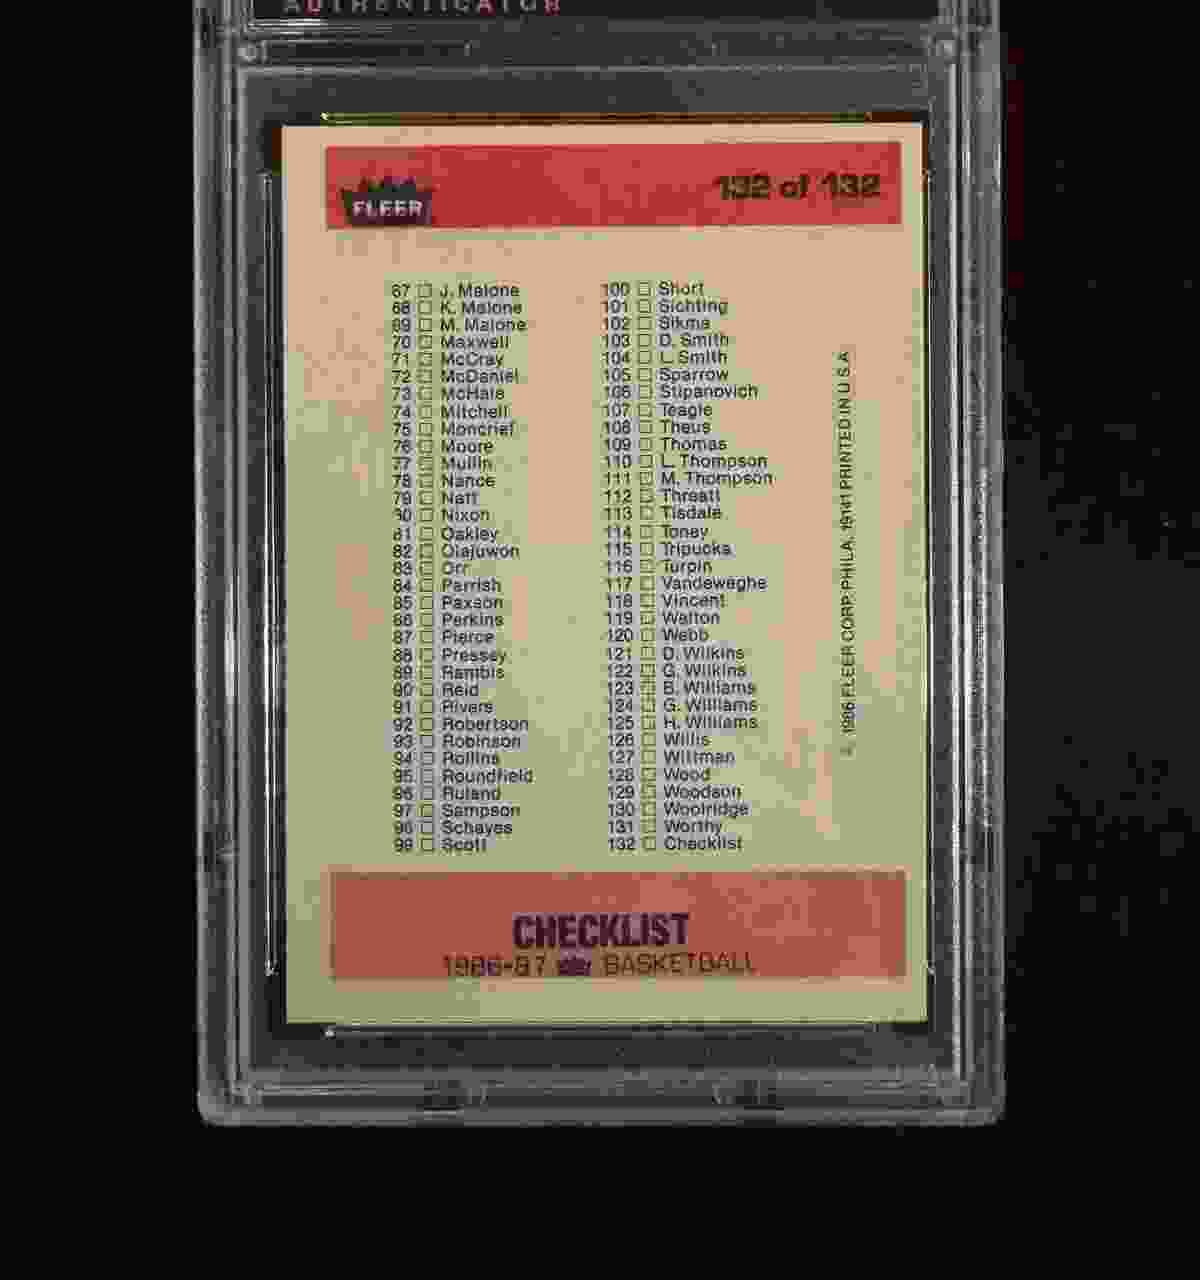 AUTHENTICATOR
FLEER
132 of 132
67 J. Malone
68 K. Malone
69 M. Malone
70 Maxwell
71 McCray
72 McDaniel
73 McHale
74 Mitchell
75 Moncrief
76 Moore
77 Mullin
78 Nance
79 Natt
80 Nixon
81 Oakley
82 Olajuwon
83 Orr
84 Parrish
85 Paxson
86 Perkins
87 Pierce
88 Pressey
89 Rambis
90 Reid
91 Rivers
92 Robertson
93 Robinson
94 Rollins
95 Roundfield
96 Ruland
97 Sampson
98 Schayes
99 Scott
100 Short
101 Sichting
102 Sikma
103 D. Smith
104 L. Smith
105 Sparrow
106 Stipanovich
107 Teagle
108 Theus
109 Thomas
110 L. Thompson
111 M. Thompson
112 Threatt
113 Tisdale
114 Toney
115 Tripucka
116 Turpin
117 Vandeweghe
118 Vincent
119 Walton
120 Webb
121 D. Wilkins
122 G. Wilkins
123 B. Williams
124 G. Williams
125 H. Williams
126 Willis
127 Wittman
128 Wood
129 Woodson
130 Woolridge
131 Worthy
132 Checklist
© 1986 FLEER CORP. PHILA. 19141 PRINTED IN U.S.A.
CHECKLIST
1986-87 BASKETBALL